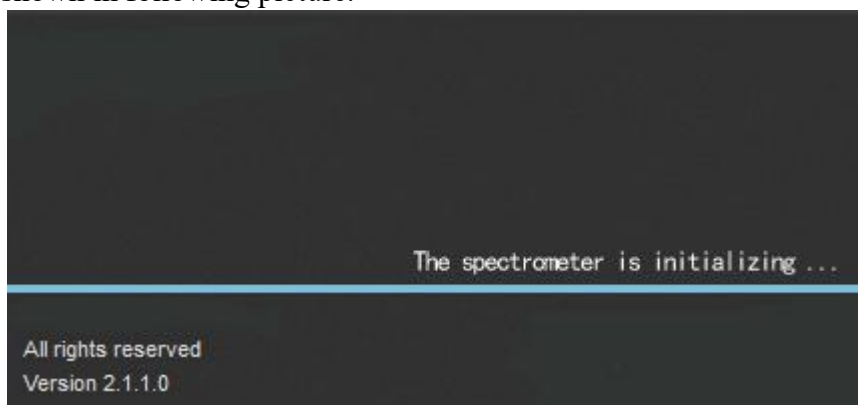 The spectrometer is initializing ...
All rights reserved
Version 2.1.1.0